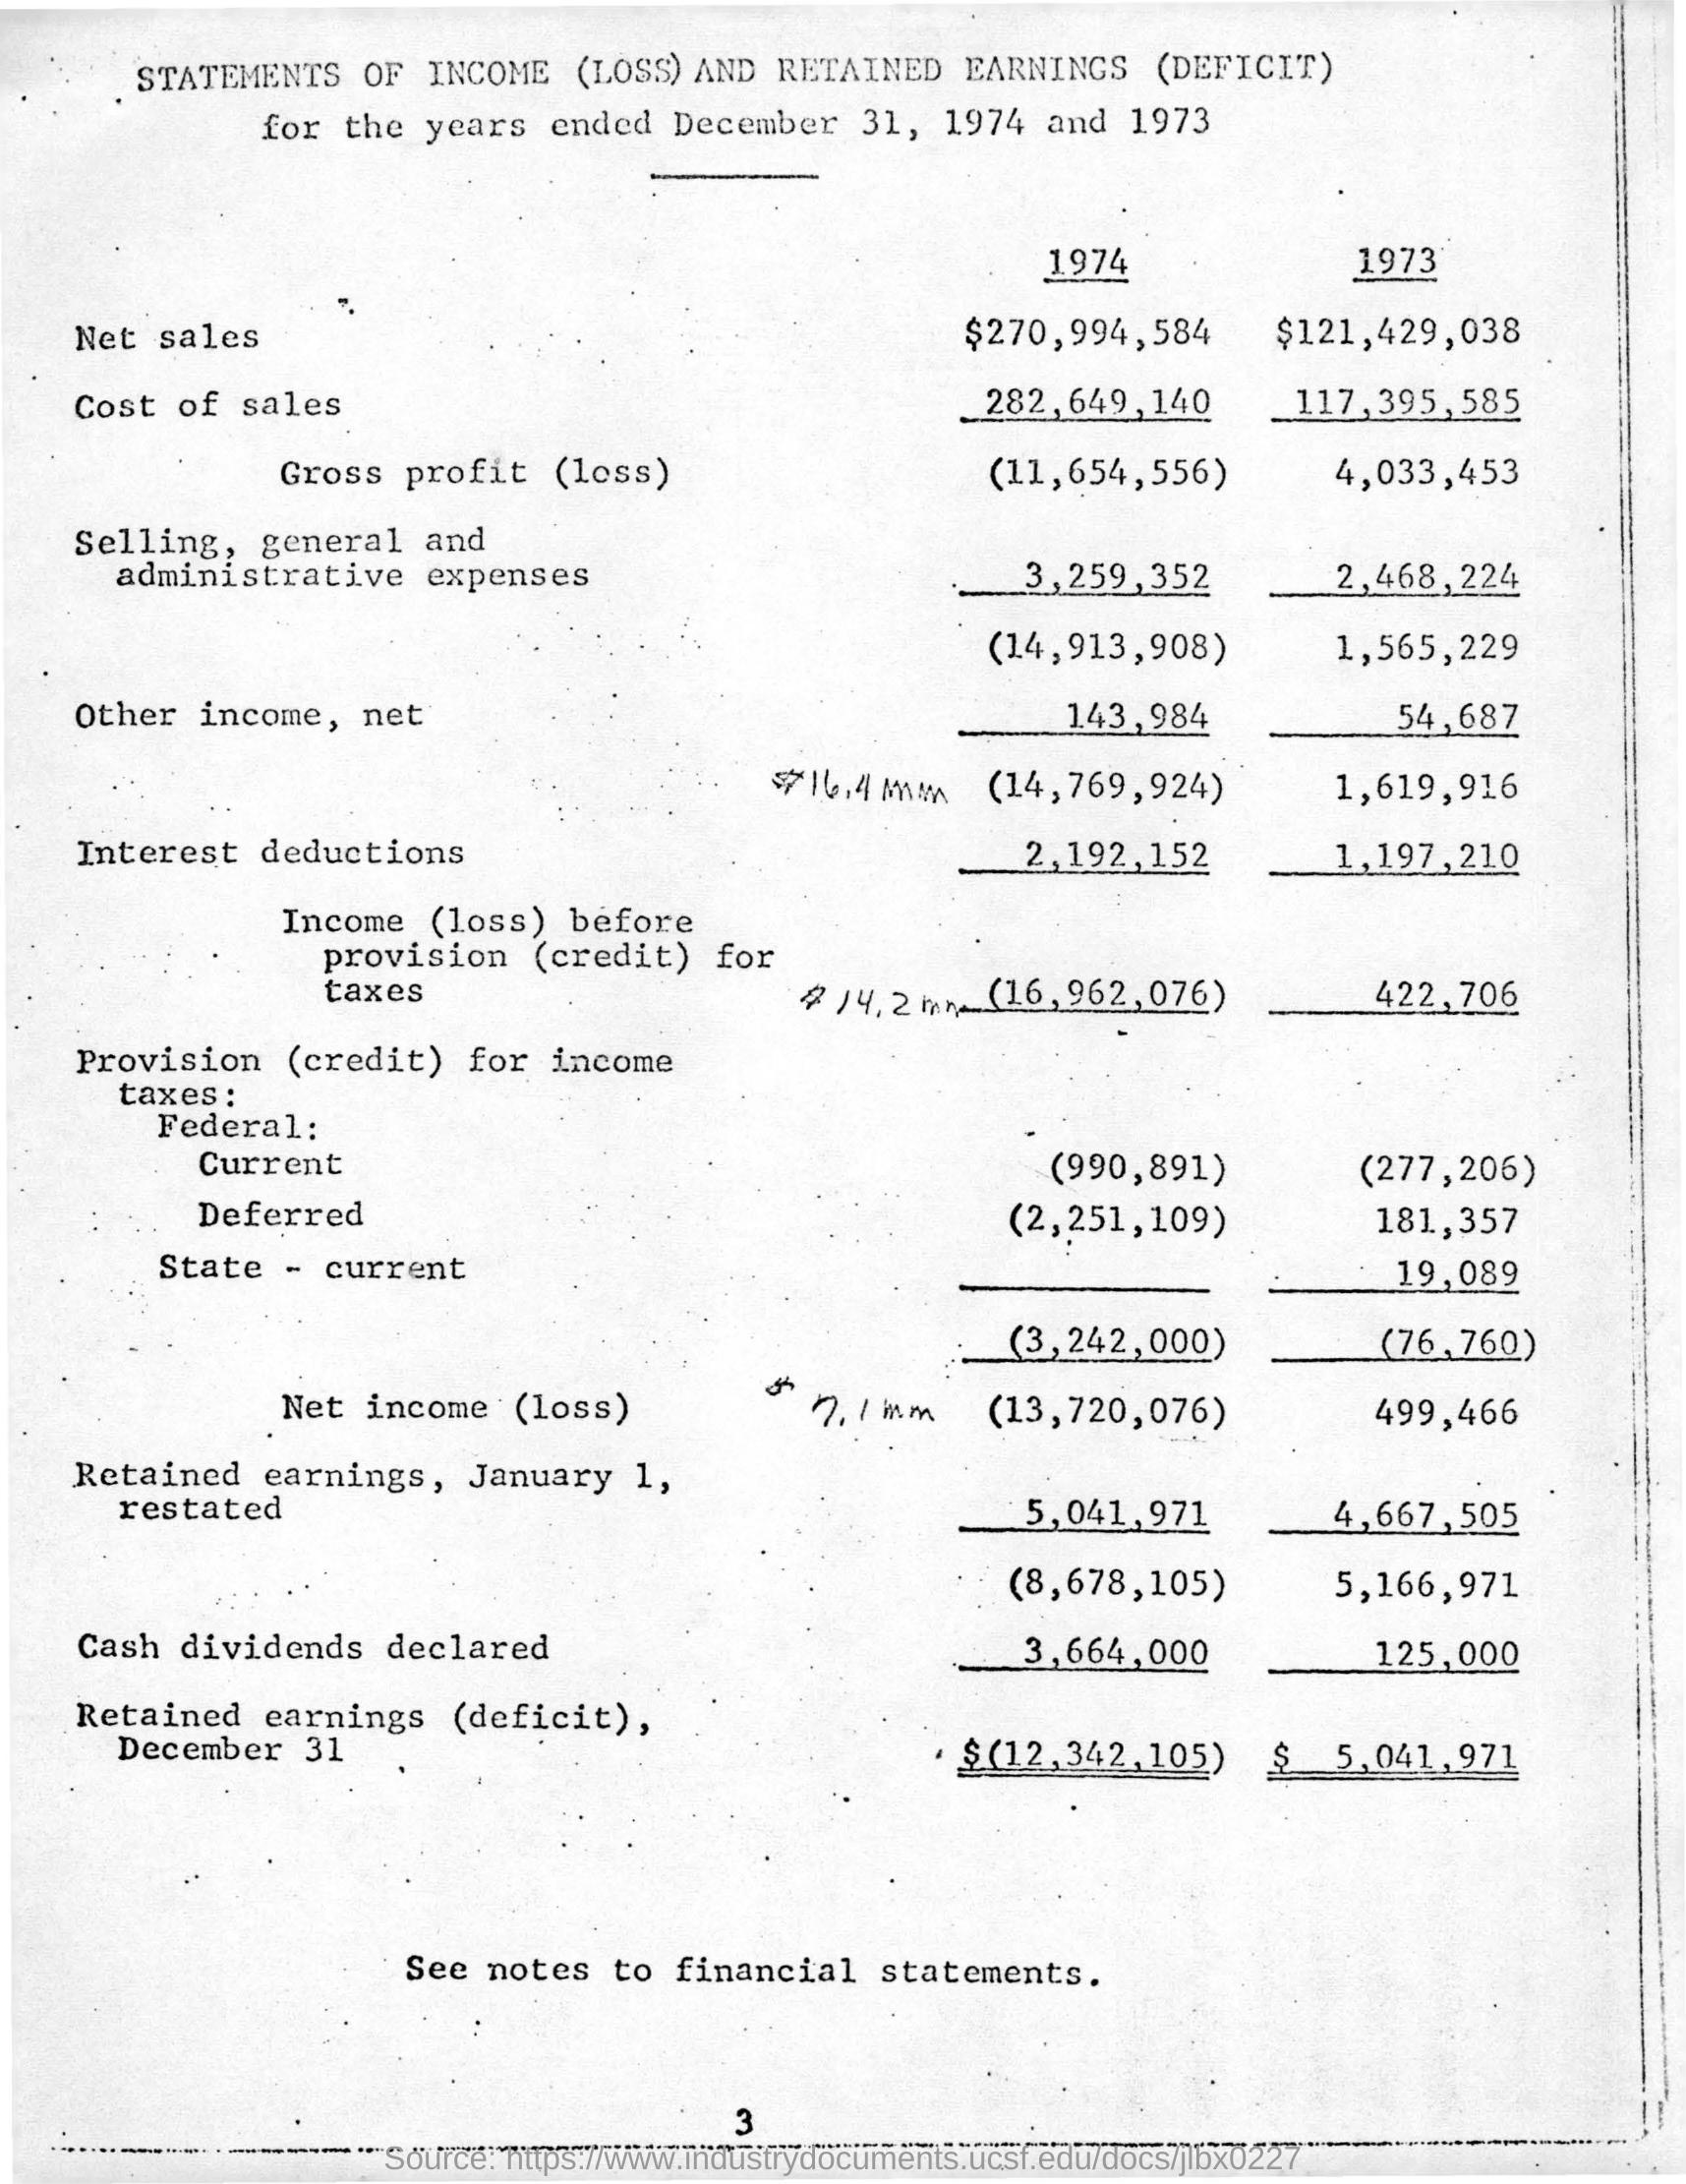 STATEMENTS OF INCOME (LOSS) AND RETAINED EARNINGS (DEFICIT)
for the years ended December 31, 1974 and 1973
1974 1973
Net sales $270,994,584 $121,429,038
Cost of sales 282,649,140 117,395,585
Gross profit (loss) (11,654,556) 4,033,453
Selling, general and
administrative expenses 3,259,352 2,468,224
(14,913,908) 1,565,229
Other income, net 143,984 54,687
$16.4 mm (14,769,924) 1,619,916
Interest deductions 2,192,152 1,197,210
Income (loss) before
provision (credit) for
taxes $14.2 mm (16,962,076) 422,706
Provision (credit) for income
taxes:
Federal:
Current (990,891) (277,206)
Deferred (2,251,109) 181,357
State - current 19,089
(3,242,000) (76,760)
Net income (loss) $ 7.1 mm (13,720,076) 499,466
Retained earnings, January 1,
restated 5,041,971 4,667,505
(8,678,105) 5,166,971
Cash dividends declared 3,664,000 125,000
Retained earnings (deficit),
December 31 $(12,342,105) $ 5,041,971
See notes to financial statements.
3
Source: https://www.industrydocuments.ucsf.edu/docs/jlbx0227